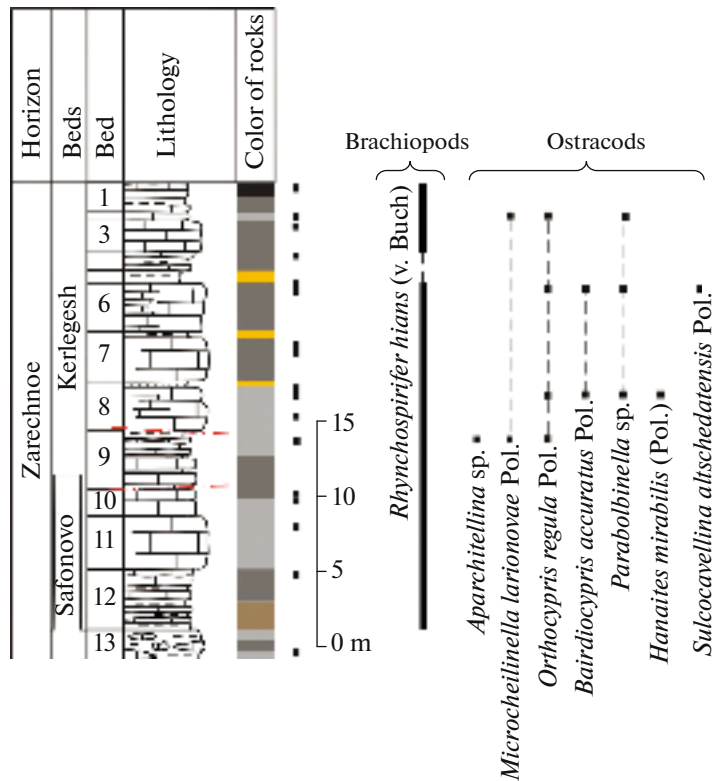 Horizon
Beds
Bed
Lithology
Color of rocks
Brachiopods
Ostracods
Zarechnoe
Kerlegesh
Safonovo
1
3
6
7
8
9
10
11
12
13
15
10
5
0 m
Rhynchospirifer hians (v. Buch)
Aparchitellina sp.
Microcheilinella larionovae Pol.
Orthocypris regula Pol.
Bairdiocypris accuratus Pol.
Parabolbinella sp.
Hanaites mirabilis (Pol.)
Sulcocavellina altschedatensis Pol.